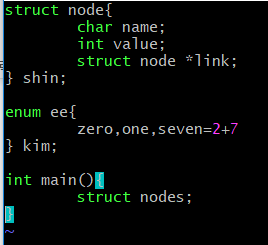 struct node{
        char name;
        int value;
        struct node *link;
} shin;

enum ee{
        zero,one,seven=2+7
} kim;

int main(){
        struct nodes;
}
~